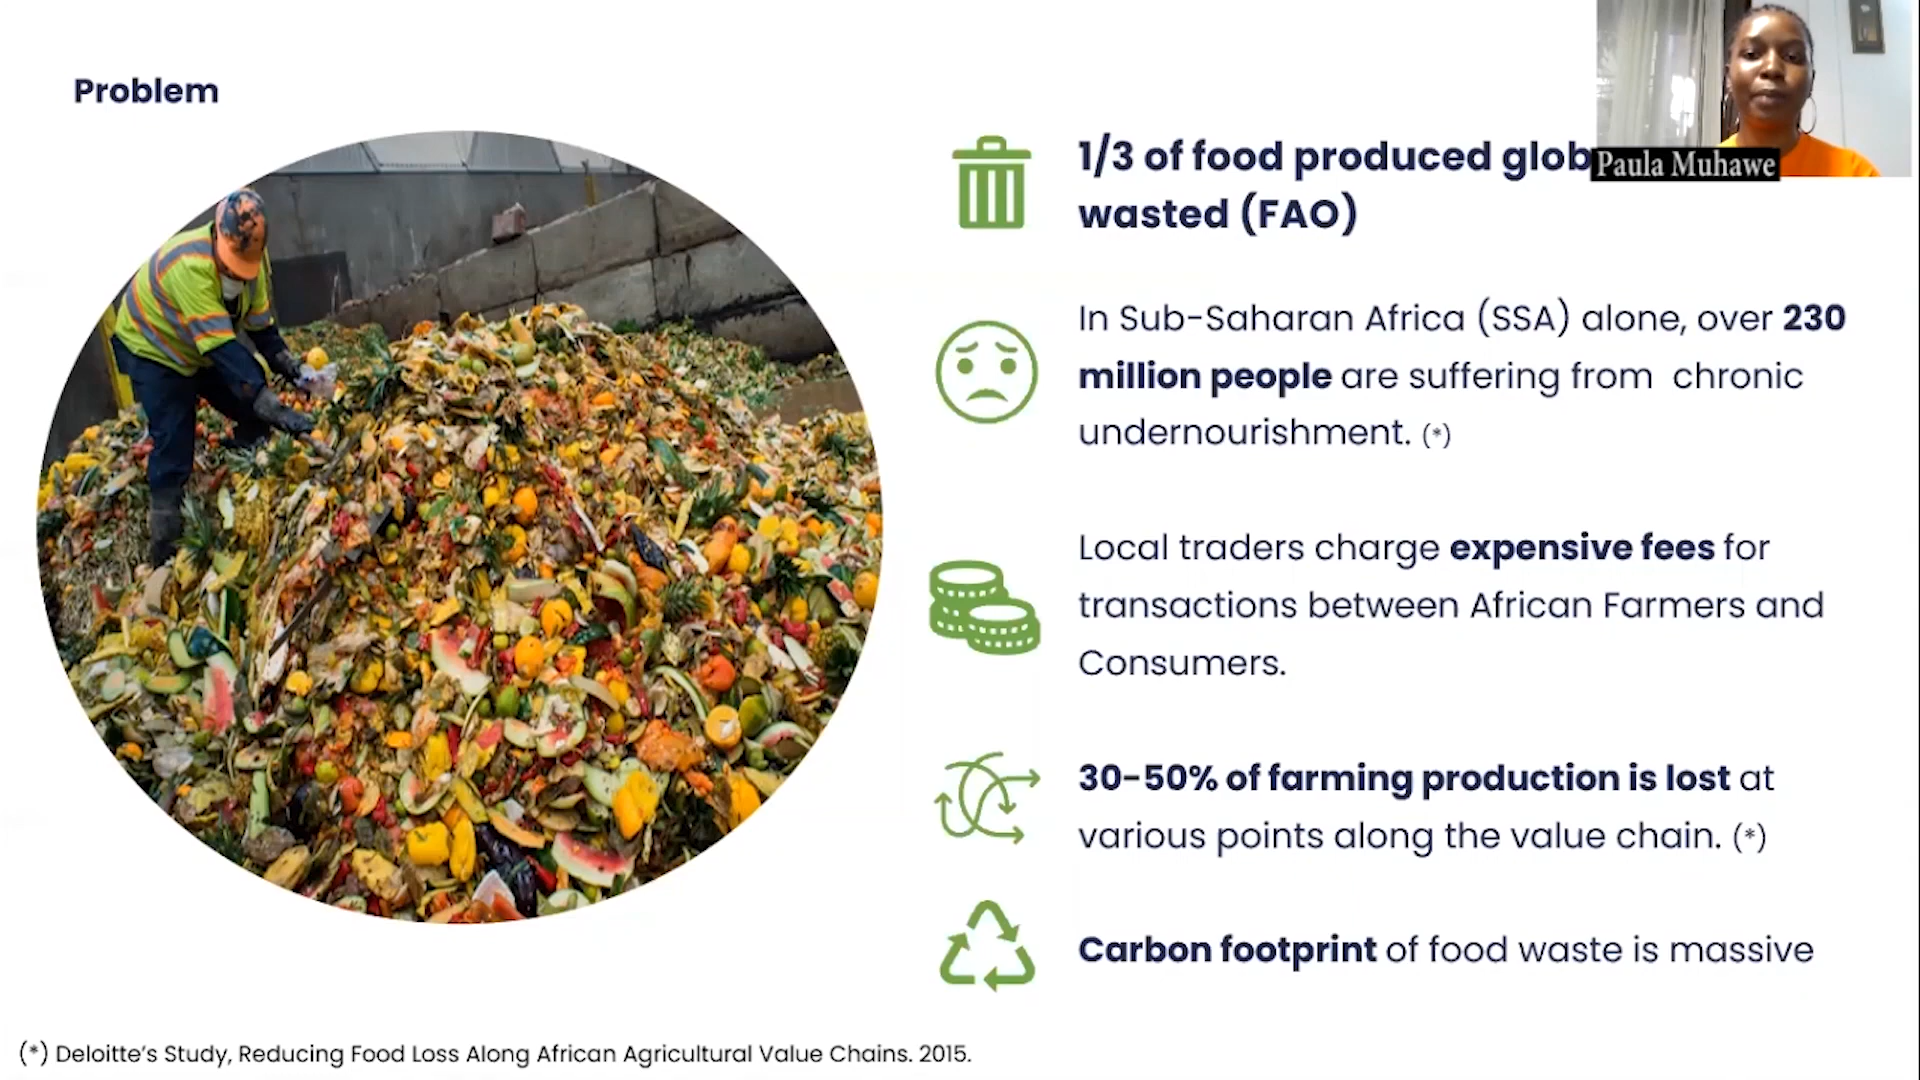 Problem
1/3 of food produced glob
wasted (FAO)
In Sub-Saharan Africa (SSA) alone, over 230
million people are suffering from chronic
undernourishment. (*)
Local traders charge expensive fees for
transactions between African Farmers and
Consumers.
30-50% of farming production is lost at
various points along the value chain. (*)
Carbon footprint of food waste is massive
(*) Deloitte's Study, Reducing Food Loss Along African Agricultural Value Chains. 2015.
Paula Muhawe